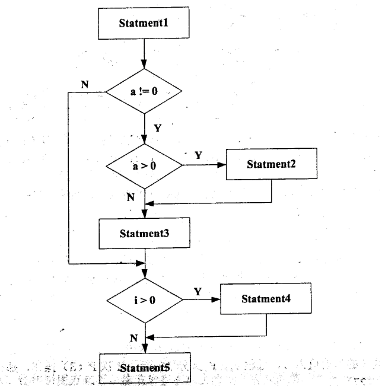 Statment1
N
a != 0
Y
a > 0
Y
Statment2
N
Statment3
i > 0
Y
Statment4
N
Statment5